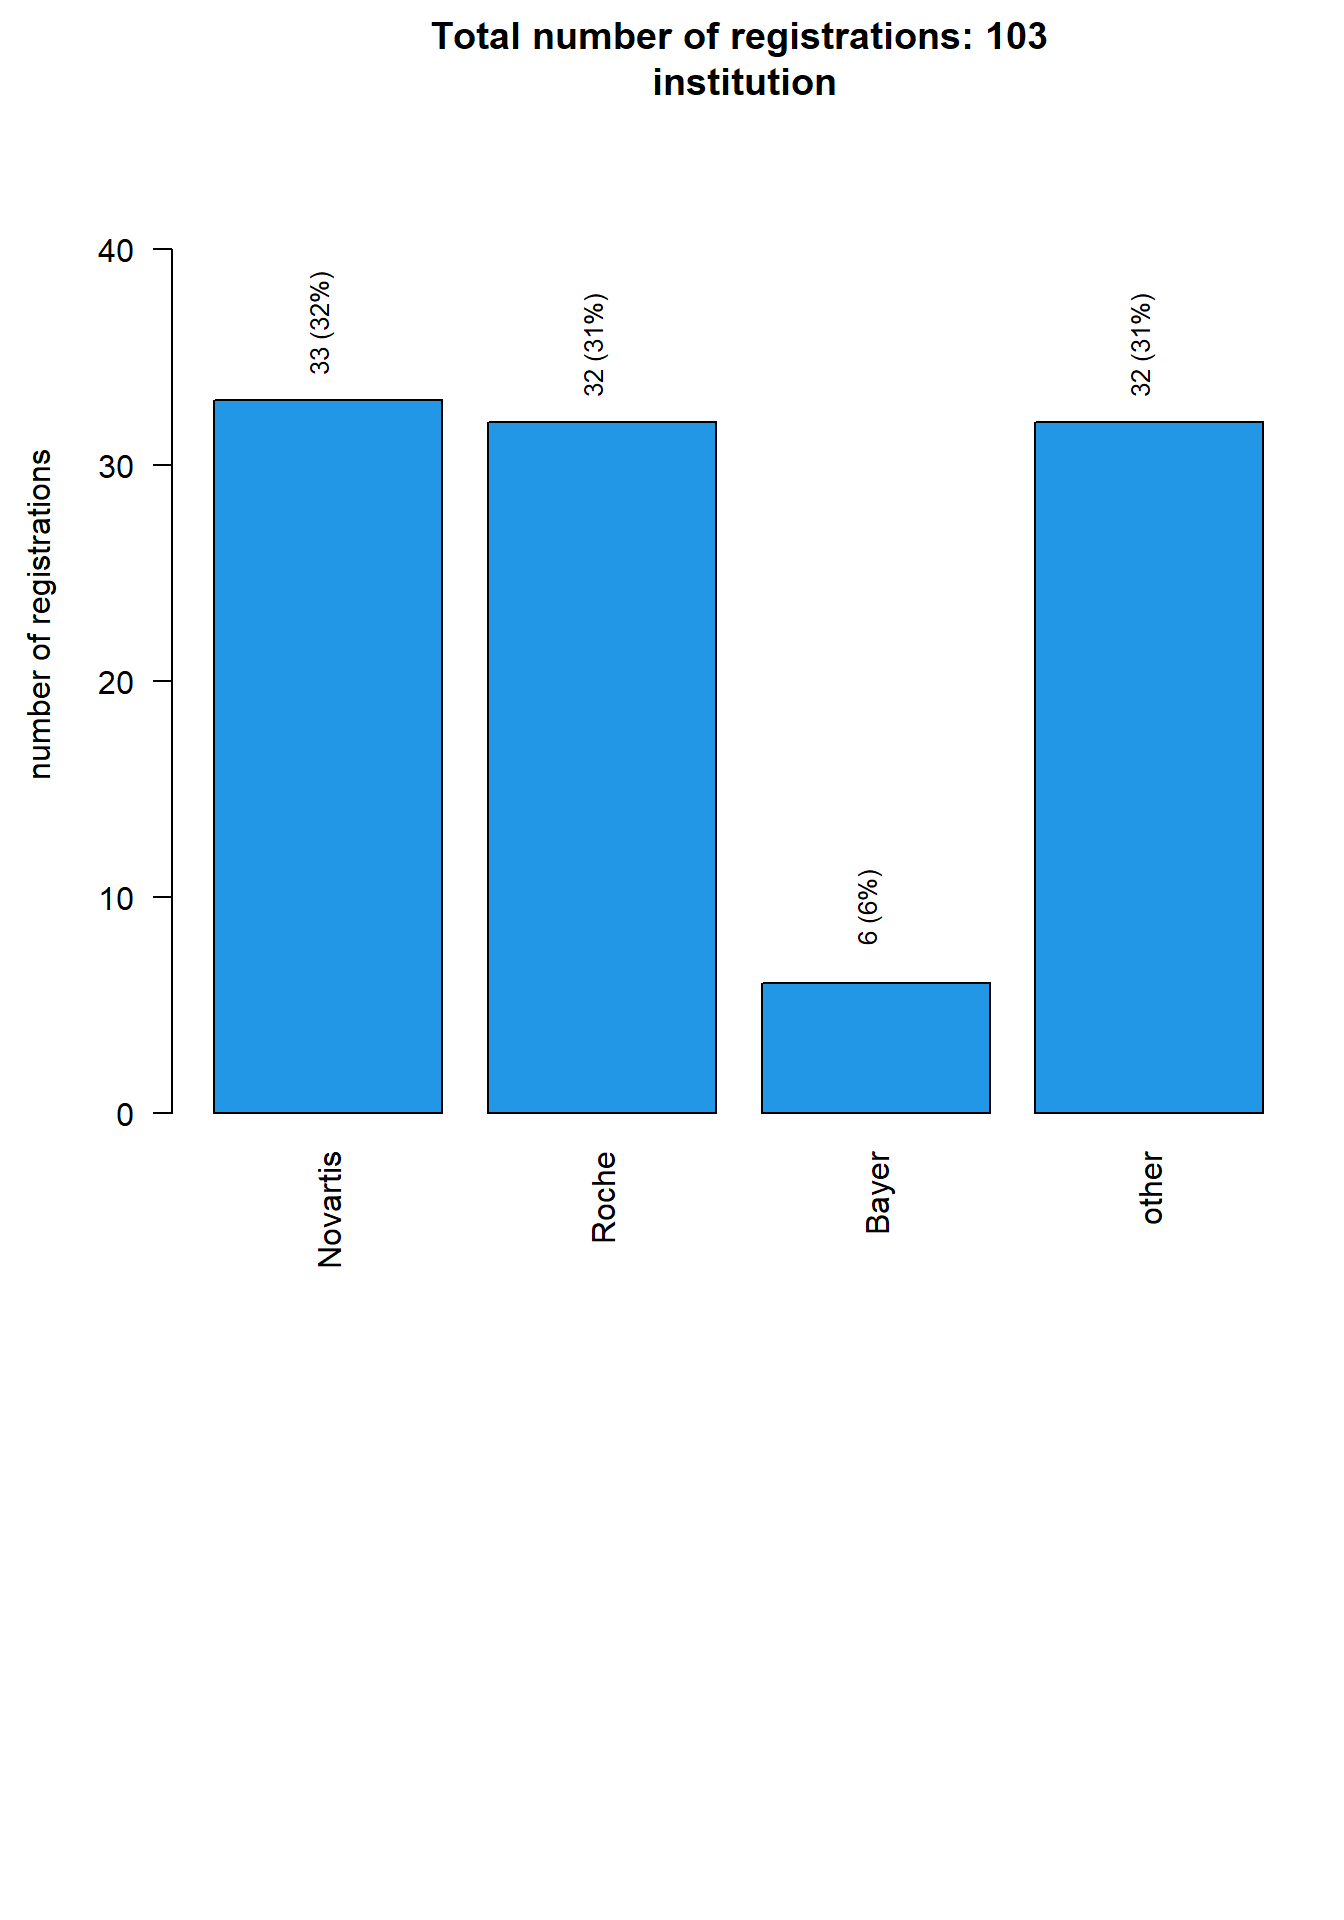 Total number of registrations: 103
institution
number of registrations
40
30
20
10
0
33 (32%)
32 (31%)
6 (6%)
32 (31%)
Novartis
Roche
Bayer
other